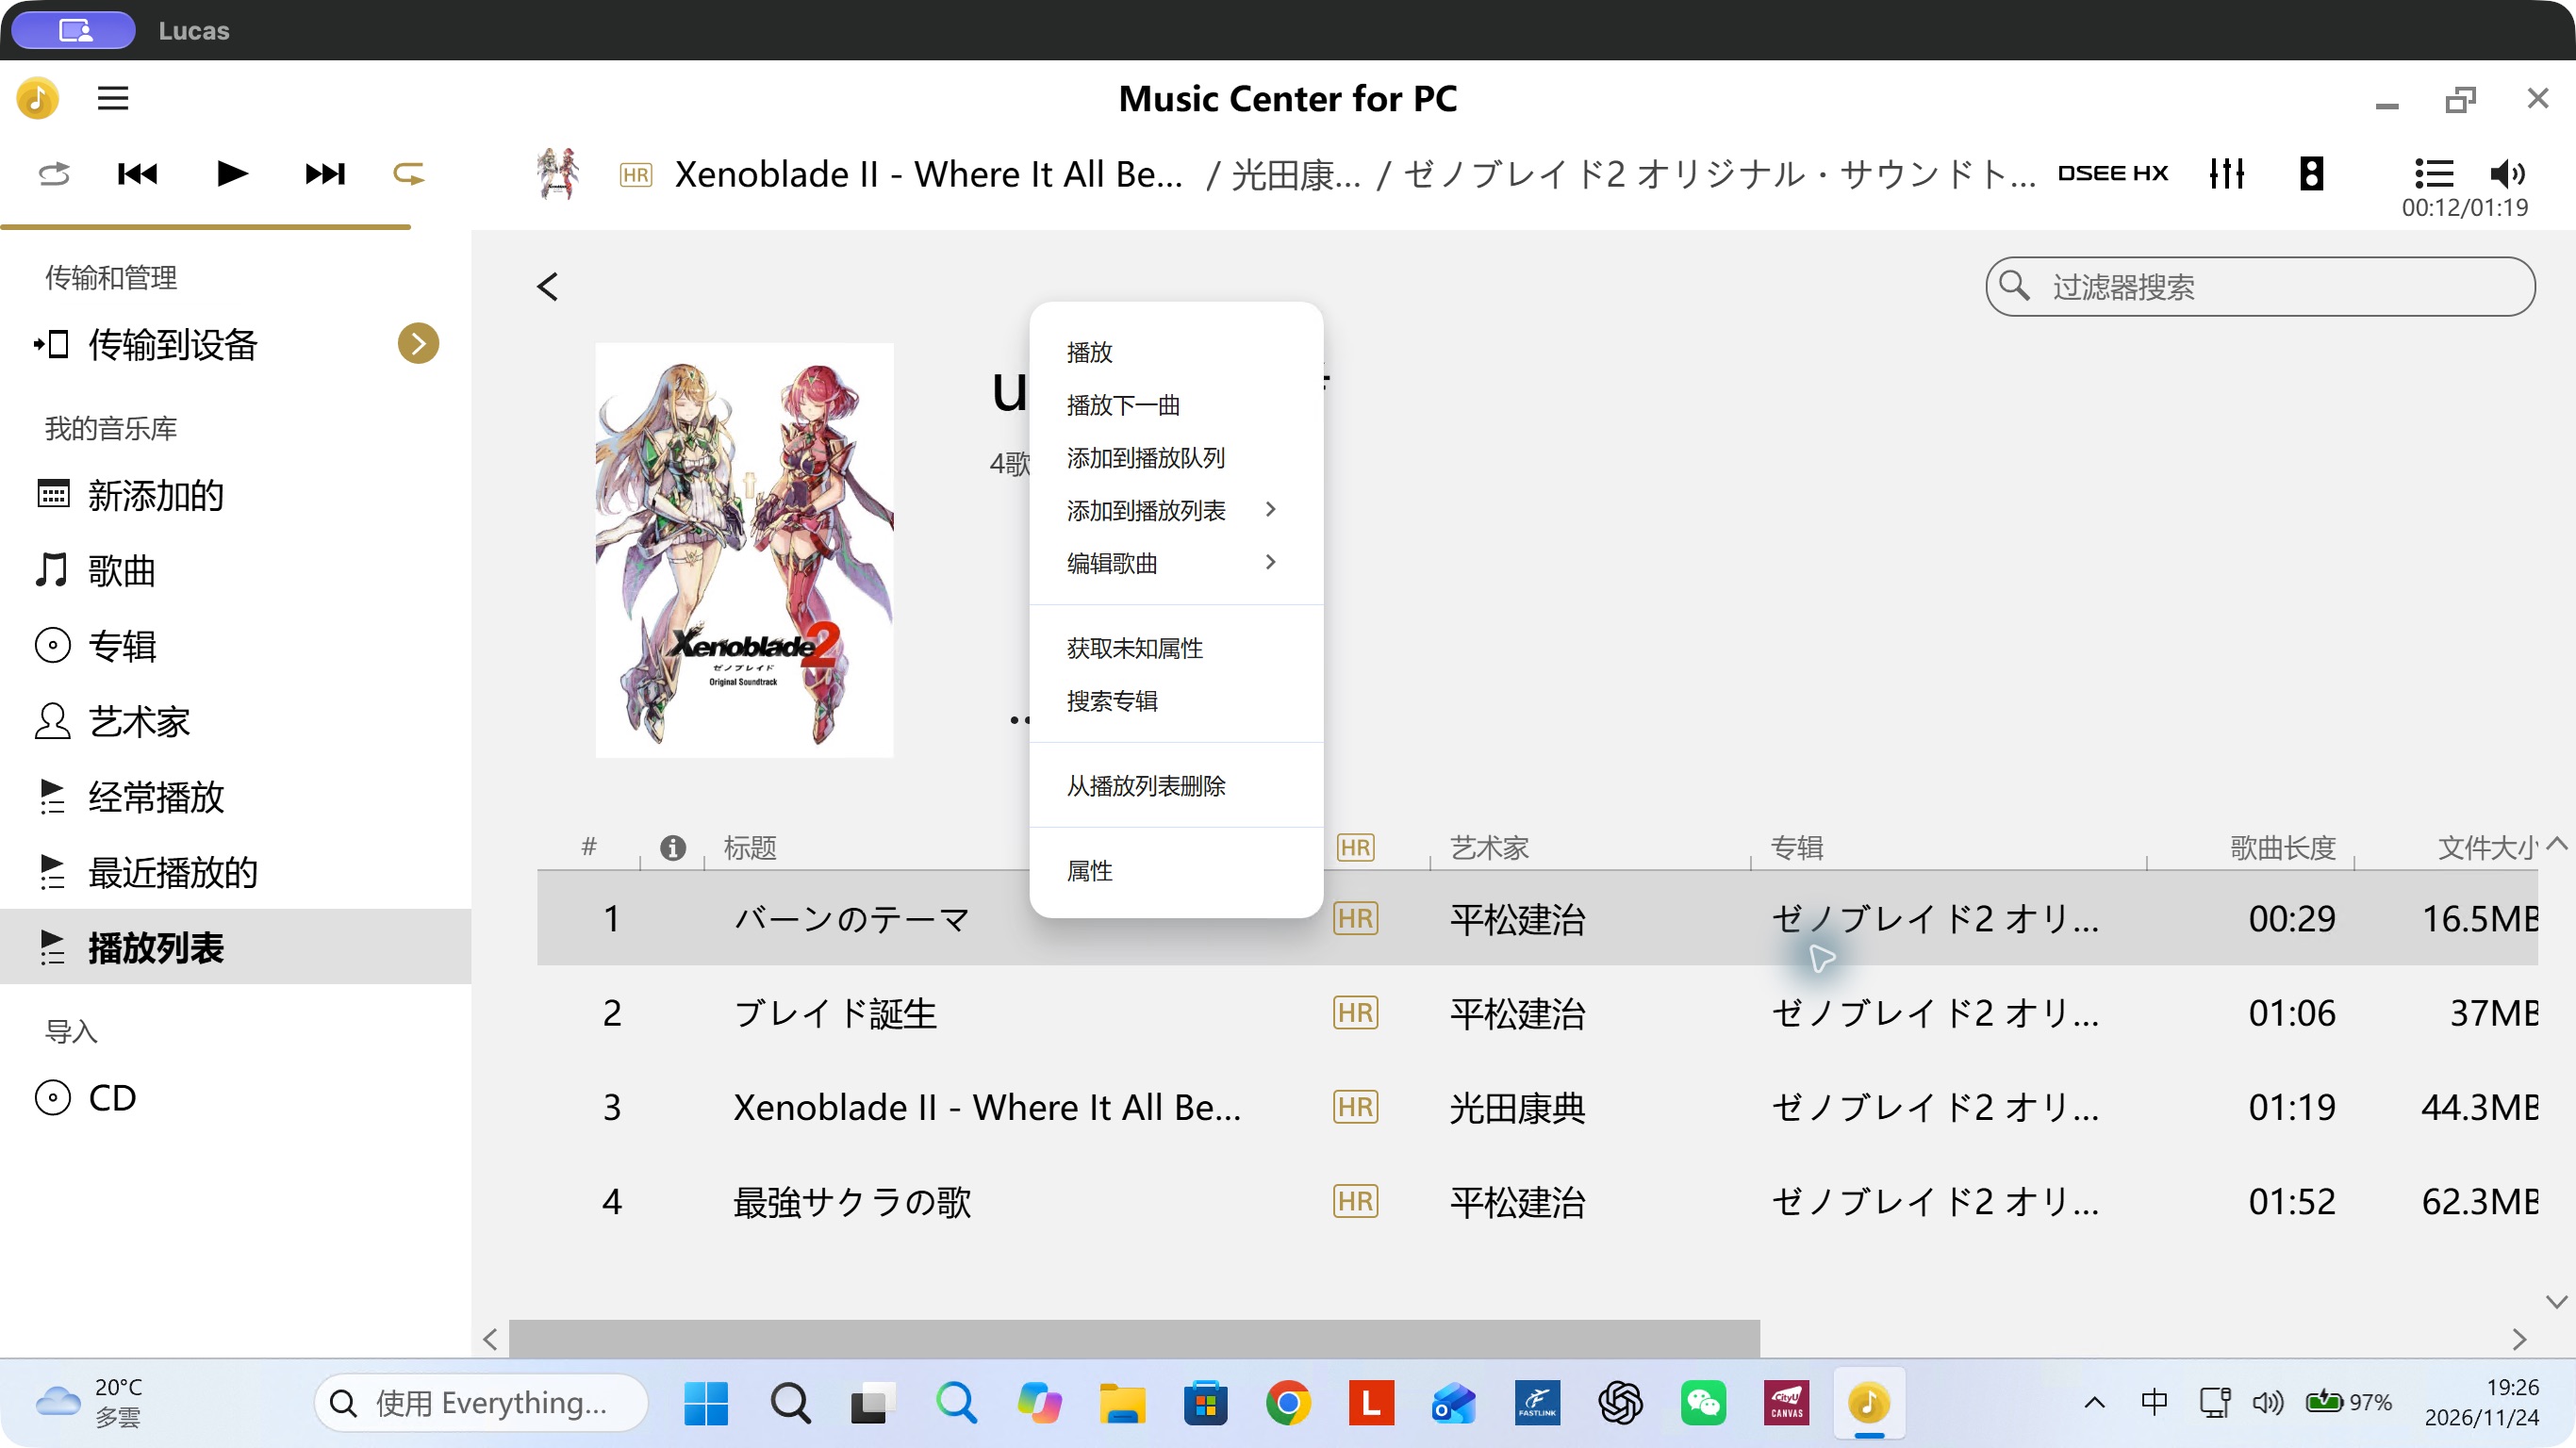 Lucas
Music Center for PC
HR Xenoblade II - Where It All Be... / 光田康... / ゼノブレイド2 オリジナル・サウンドト... DSEE HX
00:12/01:19
传输和管理
传输到设备
我的音乐库
新添加的
歌曲
专辑
艺术家
经常播放
最近播放的
播放列表
导入
CD
过滤器搜索
Xenoblade2
ゼノブレイド
Original Soundtrack
u
4歌
播放
播放下一曲
添加到播放队列
添加到播放列表
编辑歌曲
获取未知属性
搜索专辑
从播放列表删除
属性
# 标题 HR 艺术家 专辑 歌曲长度 文件大小
1 バーンのテーマ HR 平松建治 ゼノブレイド2 オリ... 00:29 16.5MB
2 ブレイド誕生 HR 平松建治 ゼノブレイド2 オリ... 01:06 37MB
3 Xenoblade II - Where It All Be... HR 光田康典 ゼノブレイド2 オリ... 01:19 44.3MB
4 最強サクラの歌 HR 平松建治 ゼノブレイド2 オリ... 01:52 62.3MB
20°C
多雲
使用 Everything...
L
O
FASTLINK
CityU
CANVAS
中
97%
19:26
2026/11/24